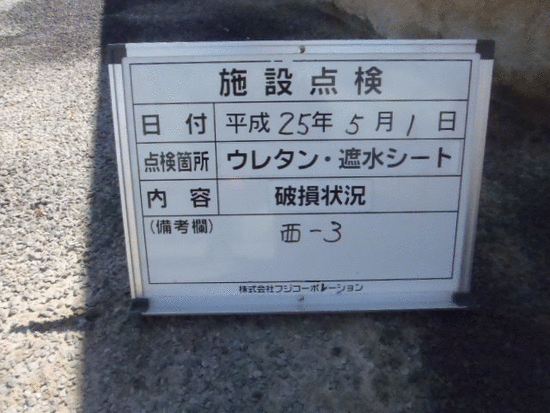 施設点検
日付 平成25年5月1日
点検箇所 ウレタン・遮水シート
内容 破損状況
(備考欄) 西-3
株式会社フジコーポレーション